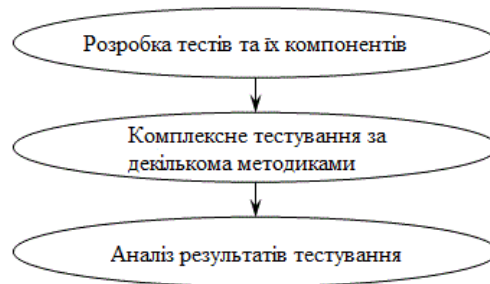 Розробка тестів та їх компонентів
Комплексне тестування за
декількома методиками
Аналіз результатів тестування